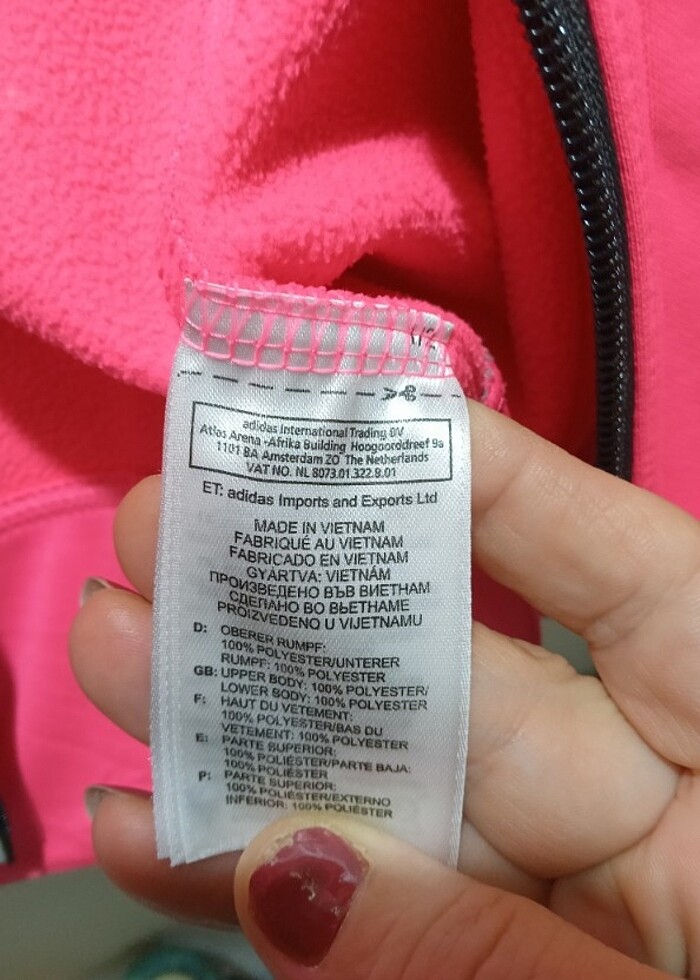 adidas International Trading BV
Atlas Arena -Afrika Building Hoogoorddreef 9a
1101 BA Amsterdam ZO The Netherlands
VAT NO. NL 8073.01.322.B.01
ET: adidas Imports and Exports Ltd
MADE IN VIETNAM
FABRIQUÉ AU VIETNAM
FABRICADO EN VIETNAM
GYÁRTVA: VIETNÁM
ПРОИЗВЕДЕНО ВЪВ ВИЕТНАМ
СДЕЛАНО ВО ВЬЕТНАМЕ
PROIZVEDENO U VIJETNAMU
D: OBERER RUMPF:
100% POLYESTER/UNTERER
RUMPF: 100% POLYESTER
GB: UPPER BODY: 100% POLYESTER/
LOWER BODY: 100% POLYESTER
F: HAUT DU VETEMENT:
100% POLYESTER/BAS DU
VETEMENT: 100% POLYESTER
E: PARTE SUPERIOR:
100% POLIÉSTER/PARTE BAJA:
100% POLIÉSTER
P: PARTE SUPERIOR:
100% POLIÉSTER/EXTERNO
INFERIOR: 100% POLIÉSTER